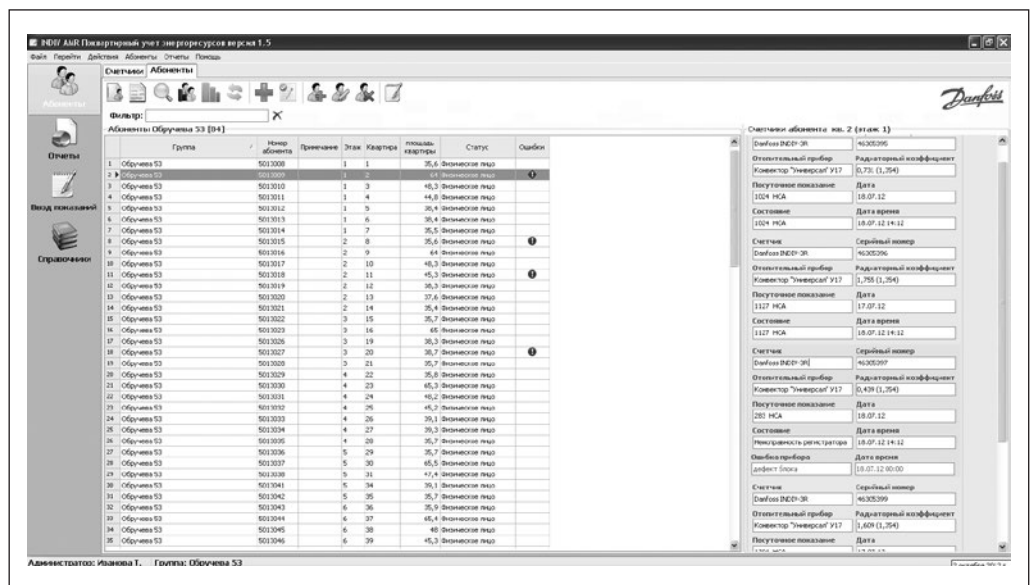 INDIV AMR Поквартирный учет энергоресурсов версия 1.5
Файл Перейти Действия Абоненты Отчеты Помощь
Счетчики Абоненты
Абоненты
Отчеты
Ввод показаний
Справочники
Danfoss
Фильтр:
Абоненты Обручева 53 [84]
Группа Номер абонента Примечание Этаж Квартира площадь квартиры Статус Ошибки
1 Обручева 53 5013008 1 1 35,6 Физическое лицо
2 Обручева 53 5013009 1 2 64 Физическое лицо
3 Обручева 53 5013010 1 3 48,3 Физическое лицо
4 Обручева 53 5013011 1 4 44,8 Физическое лицо
5 Обручева 53 5013012 1 5 38,4 Физическое лицо
6 Обручева 53 5013013 1 6 38,4 Физическое лицо
7 Обручева 53 5013014 1 7 35,5 Физическое лицо
8 Обручева 53 5013015 2 8 35,6 Физическое лицо
9 Обручева 53 5013016 2 9 64 Физическое лицо
10 Обручева 53 5013017 2 10 48,3 Физическое лицо
11 Обручева 53 5013018 2 11 45,3 Физическое лицо
12 Обручева 53 5013019 2 12 38,3 Физическое лицо
13 Обручева 53 5013020 2 13 37,6 Физическое лицо
14 Обручева 53 5013021 2 14 35,4 Физическое лицо
15 Обручева 53 5013022 3 15 35,7 Физическое лицо
16 Обручева 53 5013023 3 16 65 Физическое лицо
17 Обручева 53 5013026 3 19 38,3 Физическое лицо
18 Обручева 53 5013027 3 20 38,7 Физическое лицо
19 Обручева 53 5013028 3 21 35,7 Физическое лицо
20 Обручева 53 5013029 4 22 35,8 Физическое лицо
21 Обручева 53 5013030 4 23 65,3 Физическое лицо
22 Обручева 53 5013031 4 24 48,2 Физическое лицо
23 Обручева 53 5013032 4 25 45,2 Физическое лицо
24 Обручева 53 5013033 4 26 39,1 Физическое лицо
25 Обручева 53 5013034 4 27 39,3 Физическое лицо
26 Обручева 53 5013035 4 28 35,7 Физическое лицо
27 Обручева 53 5013036 5 29 35,7 Физическое лицо
28 Обручева 53 5013037 5 30 65,5 Физическое лицо
29 Обручева 53 5013038 5 31 47,4 Физическое лицо
30 Обручева 53 5013041 5 34 39,1 Физическое лицо
31 Обручева 53 5013042 5 35 35,7 Физическое лицо
32 Обручева 53 5013043 6 36 35,9 Физическое лицо
33 Обручева 53 5013044 6 37 65,4 Физическое лицо
34 Обручева 53 5013045 6 38 48 Физическое лицо
35 Обручева 53 5013046 6 39 45,3 Физическое лицо
Счетчики абонента кв. 2 (этаж 1)
Danfoss INDIV-3R 46305395
Отопительный прибор Радиаторный коэффициент
Конвектор "Универсал" У17 0,731 (1,354)
Посуточное показание Дата
1024 НСА 18.07.12
Состояние Дата время
1024 НСА 18.07.12 14:12
Счетчик Серийный номер
Danfoss INDIV-3R 46305396
Отопительный прибор Радиаторный коэффициент
Конвектор "Универсал" У17 1,755 (1,354)
Посуточное показание Дата
1127 НСА 17.07.12
Состояние Дата время
1127 НСА 18.07.12 14:12
Счетчик Серийный номер
Danfoss INDIV-3R 46305397
Отопительный прибор Радиаторный коэффициент
Конвектор "Универсал" У17 0,439 (1,354)
Посуточное показание Дата
283 НСА 18.07.12
Состояние Дата время
Неисправность регистратора 18.07.12 14:12
Ошибка прибора Дата время
дефект блока 18.07.12 00:00
Счетчик Серийный номер
Danfoss INDIV-3R 46305399
Отопительный прибор Радиаторный коэффициент
Конвектор "Универсал" У17 1,609 (1,354)
Посуточное показание Дата
Администратор: Иванова Т. Группа: Обручева 53